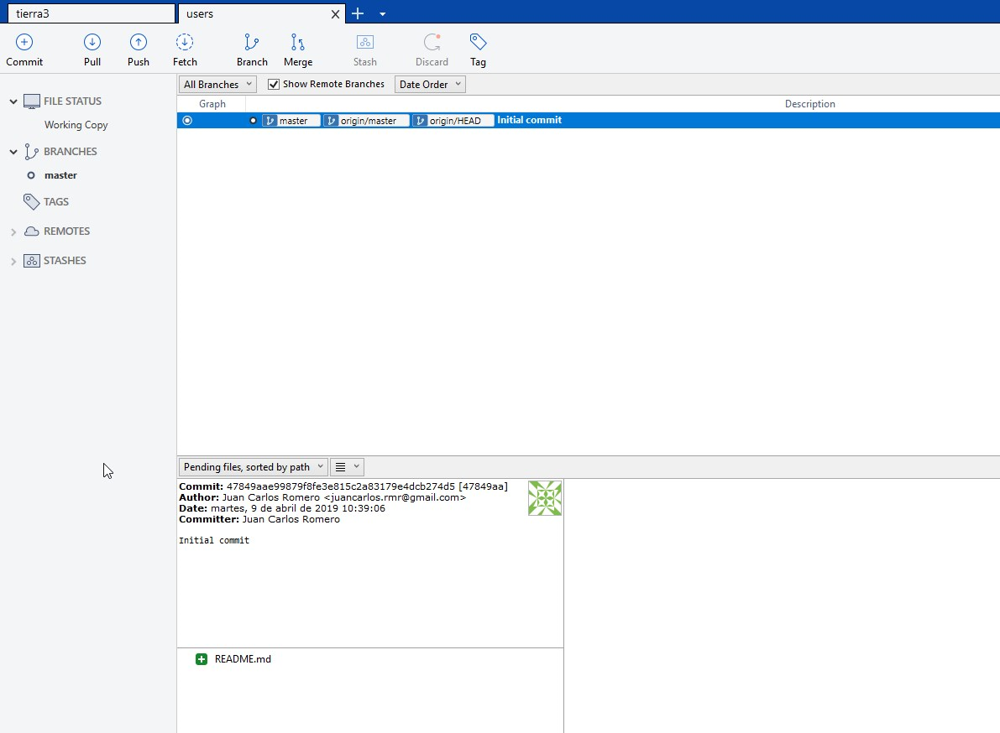 tierra3 users
Commit Pull Push Fetch Branch Merge Stash Discard Tag
FILE STATUS
Working Copy
BRANCHES
master
TAGS
REMOTES
STASHES
All Branches Show Remote Branches Date Order
Graph Description
master origin/master origin/HEAD Initial commit
Pending files, sorted by path
Commit: 47849aae99879f8fe3e815c2a83179e4dcb274d5 [47849aa]
Author: Juan Carlos Romero <juancarlos.rmr@gmail.com>
Date: martes, 9 de abril de 2019 10:39:06
Committer: Juan Carlos Romero
Initial commit
README.md